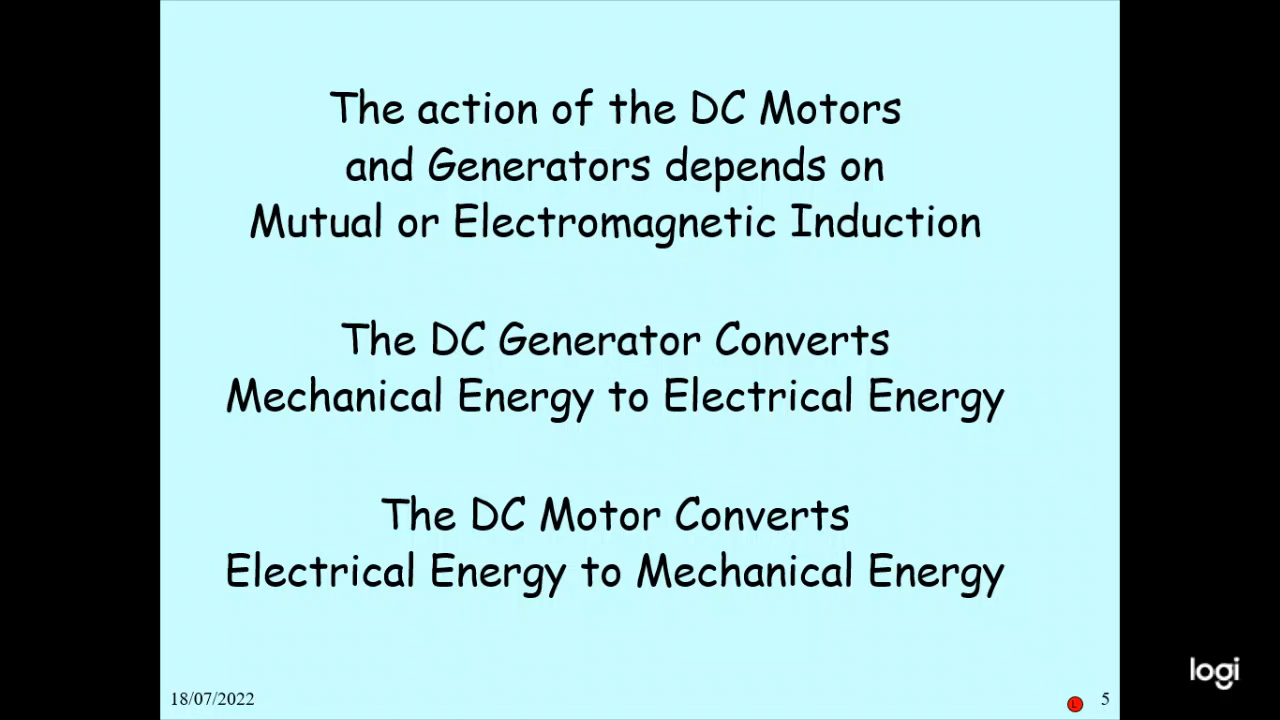 The action of the DC Motors
and Generators depends on
Mutual or Electromagnetic Induction
The DC Generator Converts
Mechanical Energy to Electrical Energy
The DC Motor Converts
Electrical Energy to Mechanical Energy
18/07/2022
L
5
logi